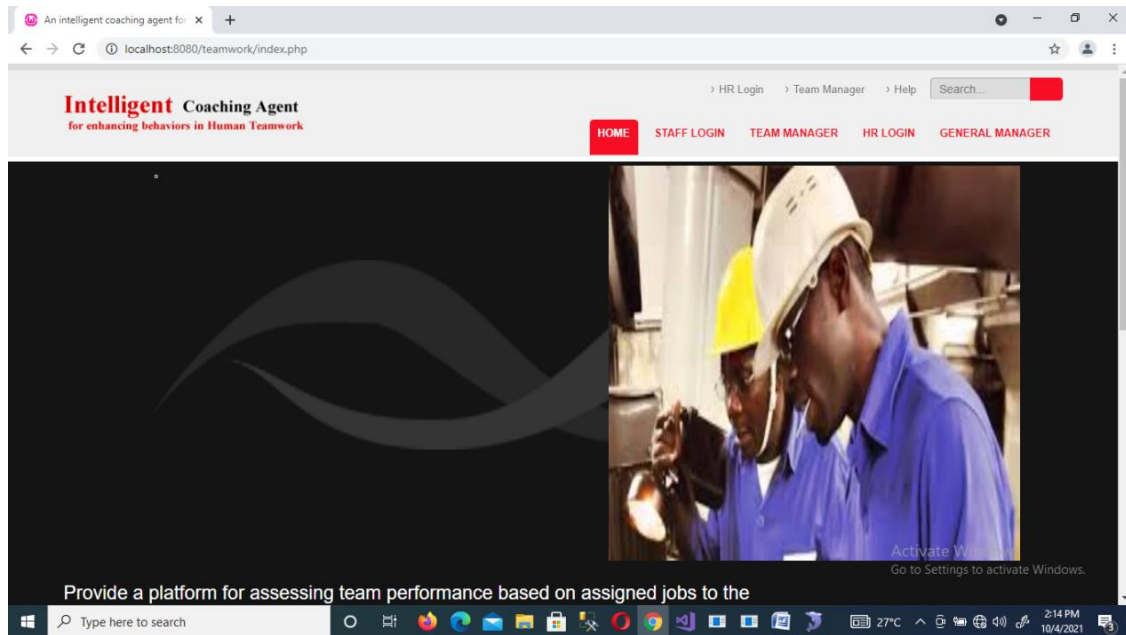 An intelligent coaching agent for
localhost:8080/teamwork/index.php
› HR Login › Team Manager › Help Search...
Intelligent Coaching Agent
for enhancing behaviors in Human Teamwork
HOME STAFF LOGIN TEAM MANAGER HR LOGIN GENERAL MANAGER
Activate Windows
Go to Settings to activate Windows.
Provide a platform for assessing team performance based on assigned jobs to the
Type here to search
27°C
2:14 PM
10/4/2021
3